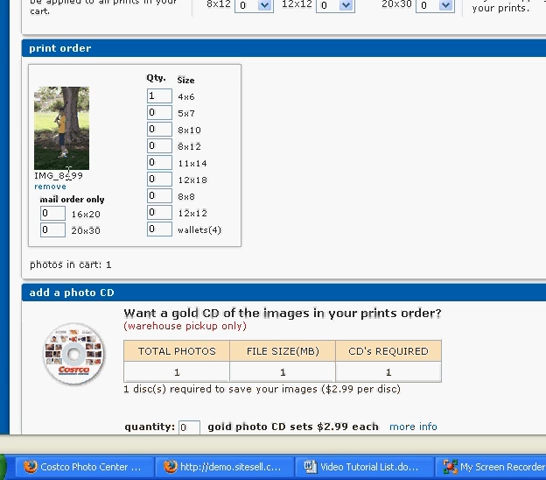 be applied to all prints in your
cart.
8x12 0 12x12 0 20x30 0
your prints.
print order
Qty. Size
1 4x6
0 5x7
0 8x10
0 8x12
0 11x14
0 12x18
0 8x8
0 12x12
0 wallets(4)
IMG_8699
remove
mail order only
0 16x20
0 20x30
photos in cart: 1
add a photo CD
Want a gold CD of the images in your prints order?
(warehouse pickup only)
Costco
TOTAL PHOTOS FILE SIZE(MB) CD's REQUIRED
1 1 1
1 disc(s) required to save your images ($2.99 per disc)
quantity: 0 gold photo CD sets $2.99 each more info
Costco Photo Center ... http://demo.sitesell.c... Video Tutorial List.do... My Screen Recorder